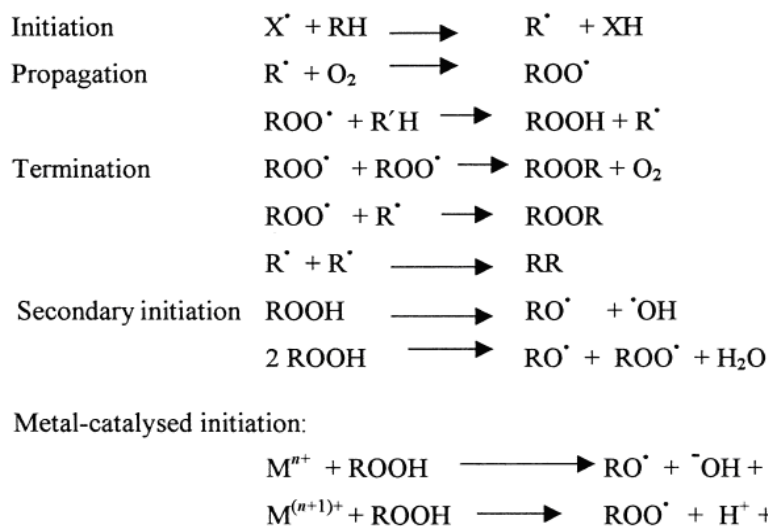 Initiation X˙ + RH ⟶ R˙ + XH
Propagation R˙ + O₂ ⟶ ROO˙
ROO˙ + R′H ⟶ ROOH + R˙
Termination ROO˙ + ROO˙ ⟶ ROOR + O₂
ROO˙ + R˙ ⟶ ROOR
R˙ + R˙ ⟶ RR
Secondary initiation ROOH ⟶ RO˙ + ˙OH
2 ROOH ⟶ RO˙ + ROO˙ + H₂O
Metal-catalysed initiation:
Mⁿ⁺ + ROOH ⟶ RO˙ + ⁻OH +
M⁽ⁿ⁺¹⁾⁺ + ROOH ⟶ ROO˙ + H⁺ +